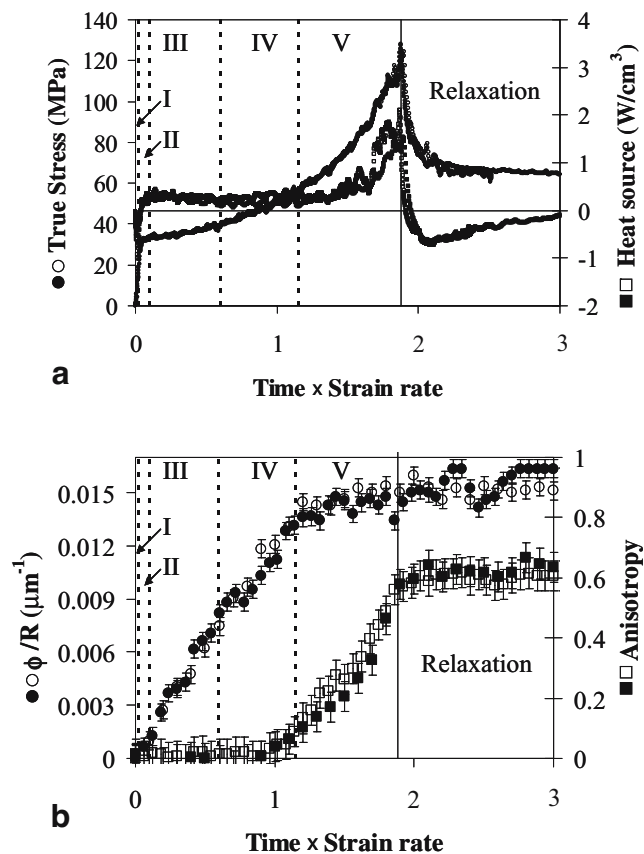 140
120
100
80
60
40
20
0
●○ True Stress (MPa)
I
II
III
IV
V
Relaxation
4
3
2
1
0
-1
-2
■□ Heat source (W/cm³)
0
1
2
3
Time x Strain rate
a
0.015
0.012
0.009
0.006
0.003
0
●○ ϕ/R (μm⁻¹)
I
II
III
IV
V
Relaxation
1
0.8
0.6
0.4
0.2
0
■□ Anisotropy
0
1
2
3
Time x Strain rate
b